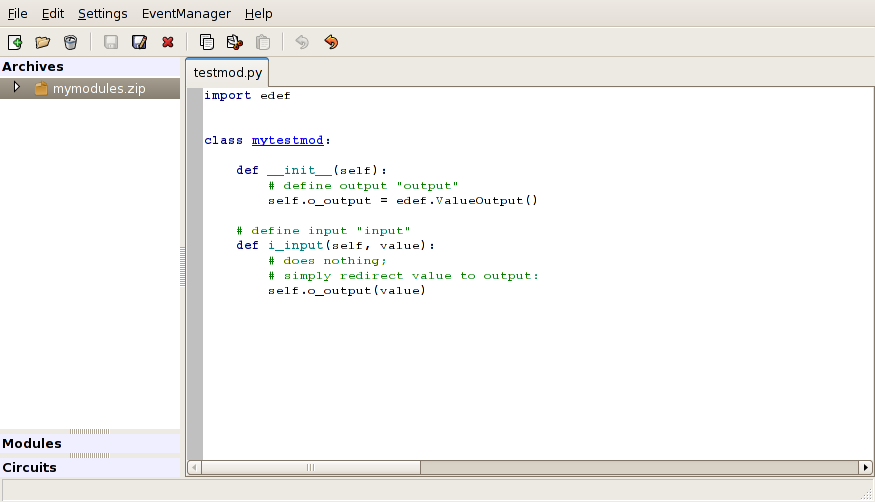 File Edit Settings EventManager Help
Archives
mymodules.zip
Modules
Circuits
testmod.py
import edef
class mytestmod:
def __init__(self):
# define output "output"
self.o_output = edef.ValueOutput()
# define input "input"
def i_input(self, value):
# does nothing;
# simply redirect value to output:
self.o_output(value)